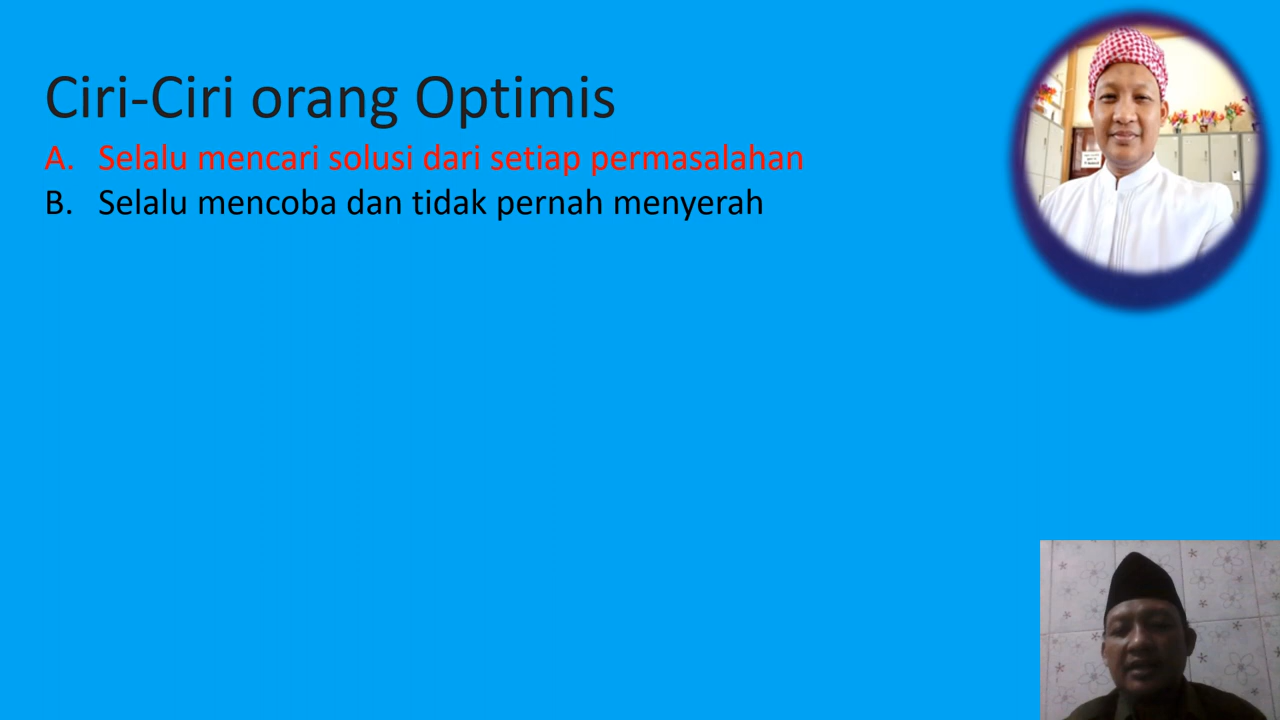 Ciri-Ciri orang Optimis
A. Selalu mencari solusi dari setiap permasalahan
B. Selalu mencoba dan tidak pernah menyerah